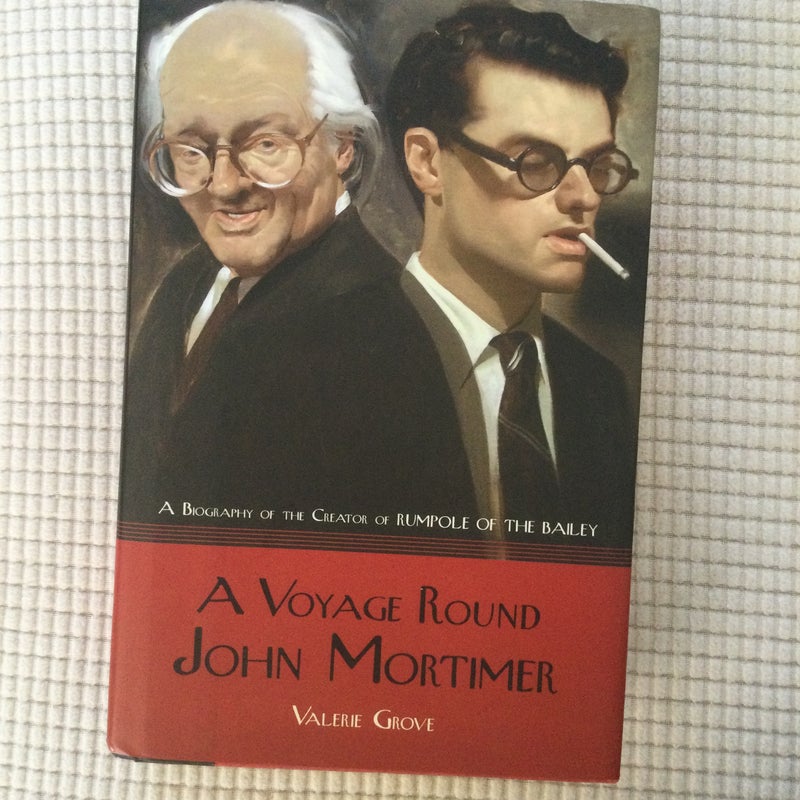 A Biography of the Creator of RUMPOLE OF THE BAILEY
A Voyage Round
John Mortimer
Valerie Grove